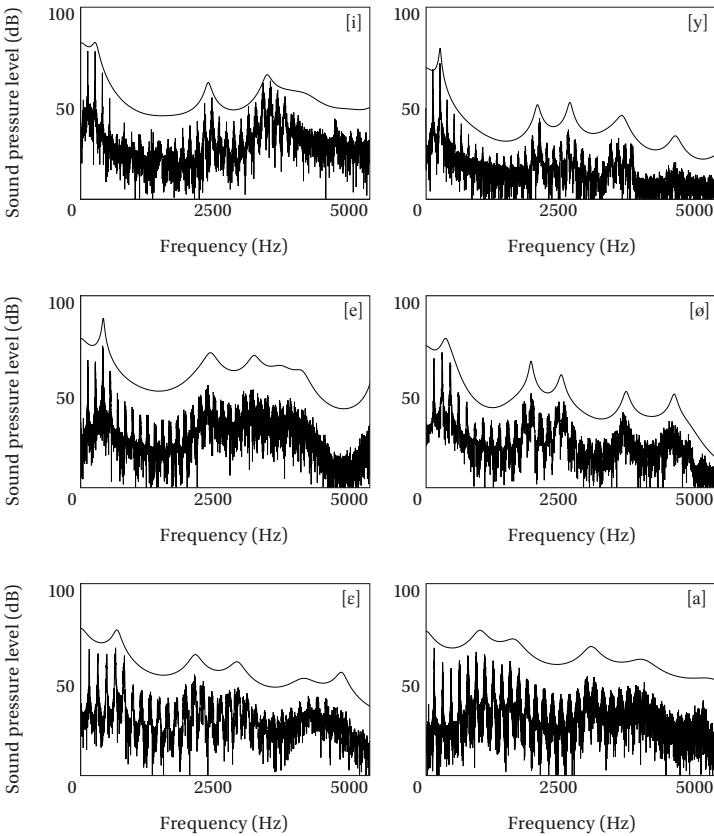 100 [i] 100 [y]
Sound pressure level (dB)
50 50
0 2500 5000 0 2500 5000
Frequency (Hz) Frequency (Hz)
100 [e] 100 [ø]
Sound pressure level (dB)
50 50
0 2500 5000 0 2500 5000
Frequency (Hz) Frequency (Hz)
100 [ε] 100 [a]
Sound pressure level (dB)
50 50
0 2500 5000 0 2500 5000
Frequency (Hz) Frequency (Hz)